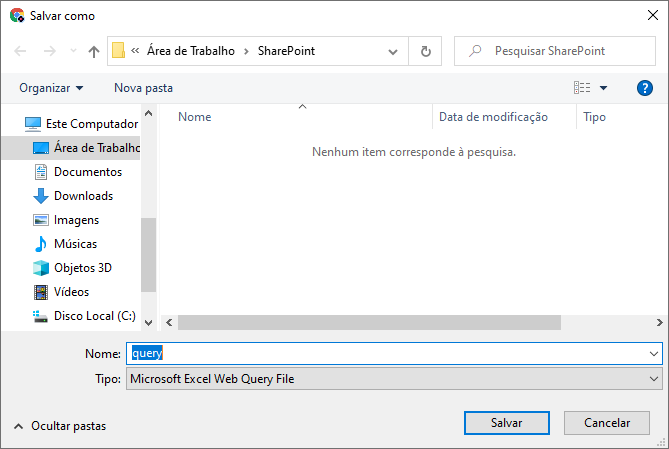 Salvar como
« Área de Trabalho > SharePoint
Pesquisar SharePoint
Organizar
Nova pasta
?
Este Computador
Área de Trabalho
Documentos
Downloads
Imagens
Músicas
Objetos 3D
Vídeos
Disco Local (C:)
Nome
Data de modificação
Tipo
Nenhum item corresponde à pesquisa.
Nome: query
Tipo: Microsoft Excel Web Query File
Ocultar pastas
Salvar
Cancelar